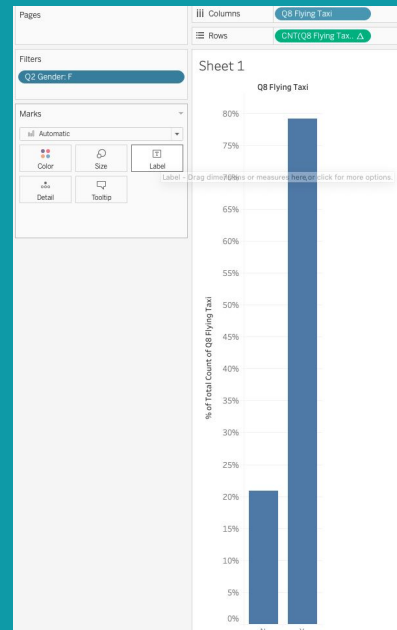 Pages
Columns
Q8 Flying Taxi
Rows
CNT(Q8 Flying Tax.. Δ
Filters
Q2 Gender: F
Marks
Automatic
Color
Size
Label
Detail
Tooltip
Label - Drag dimensions or measures here, or click for more options
Sheet 1
Q8 Flying Taxi
% of Total Count of Q8 Flying Taxi
80%
75%
70%
65%
60%
55%
50%
45%
40%
35%
30%
25%
20%
15%
10%
5%
0%